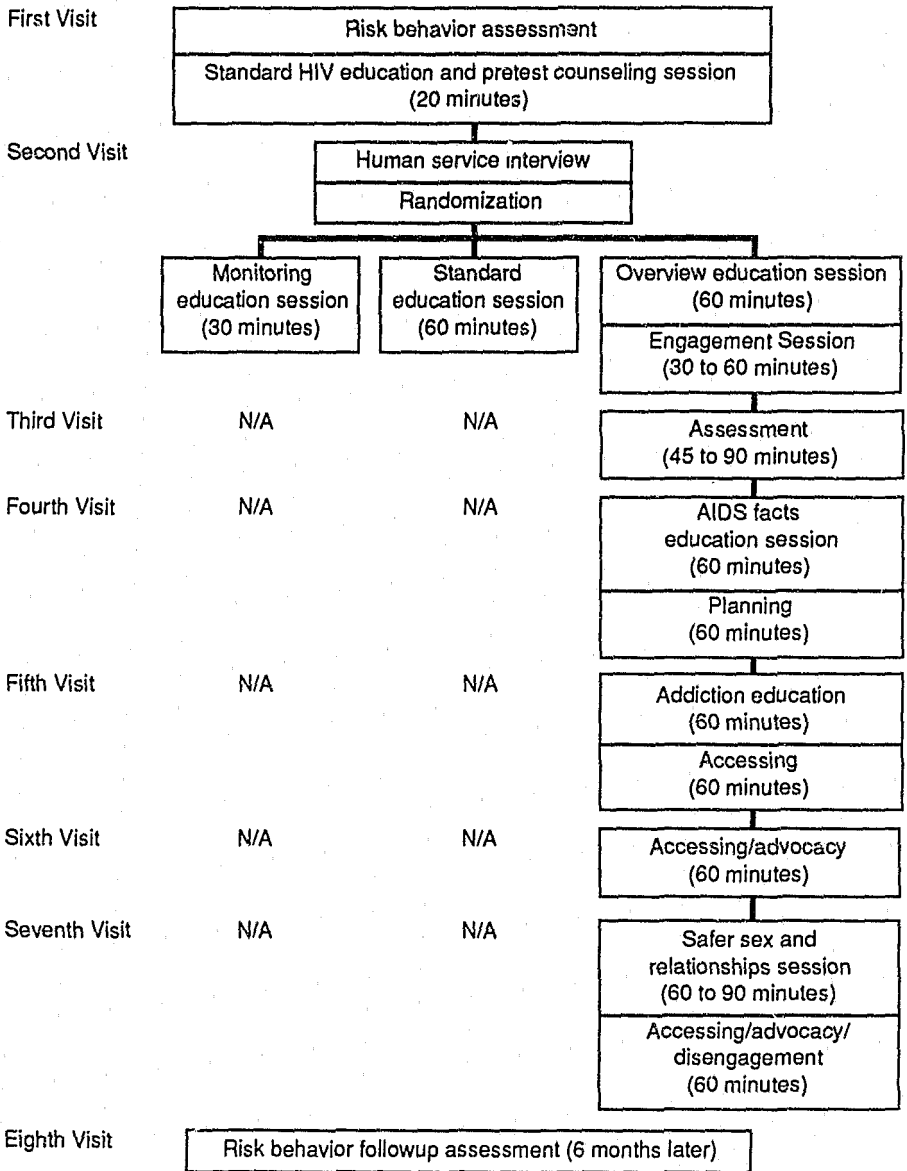 First Visit
Risk behavior assessment
Standard HIV education and pretest counseling session
(20 minutes)
Second Visit
Human service interview
Randomization
Monitoring
education session
(30 minutes)
Standard
education session
(60 minutes)
Overview education session
(60 minutes)
Engagement Session
(30 to 60 minutes)
Third Visit
N/A
N/A
Assessment
(45 to 90 minutes)
Fourth Visit
N/A
N/A
AIDS facts
education session
(60 minutes)
Planning
(60 minutes)
Fifth Visit
N/A
N/A
Addiction education
(60 minutes)
Accessing
(60 minutes)
Sixth Visit
N/A
N/A
Accessing/advocacy
(60 minutes)
Seventh Visit
N/A
N/A
Safer sex and
relationships session
(60 to 90 minutes)
Accessing/advocacy/
disengagement
(60 minutes)
Eighth Visit
Risk behavior followup assessment (6 months later)